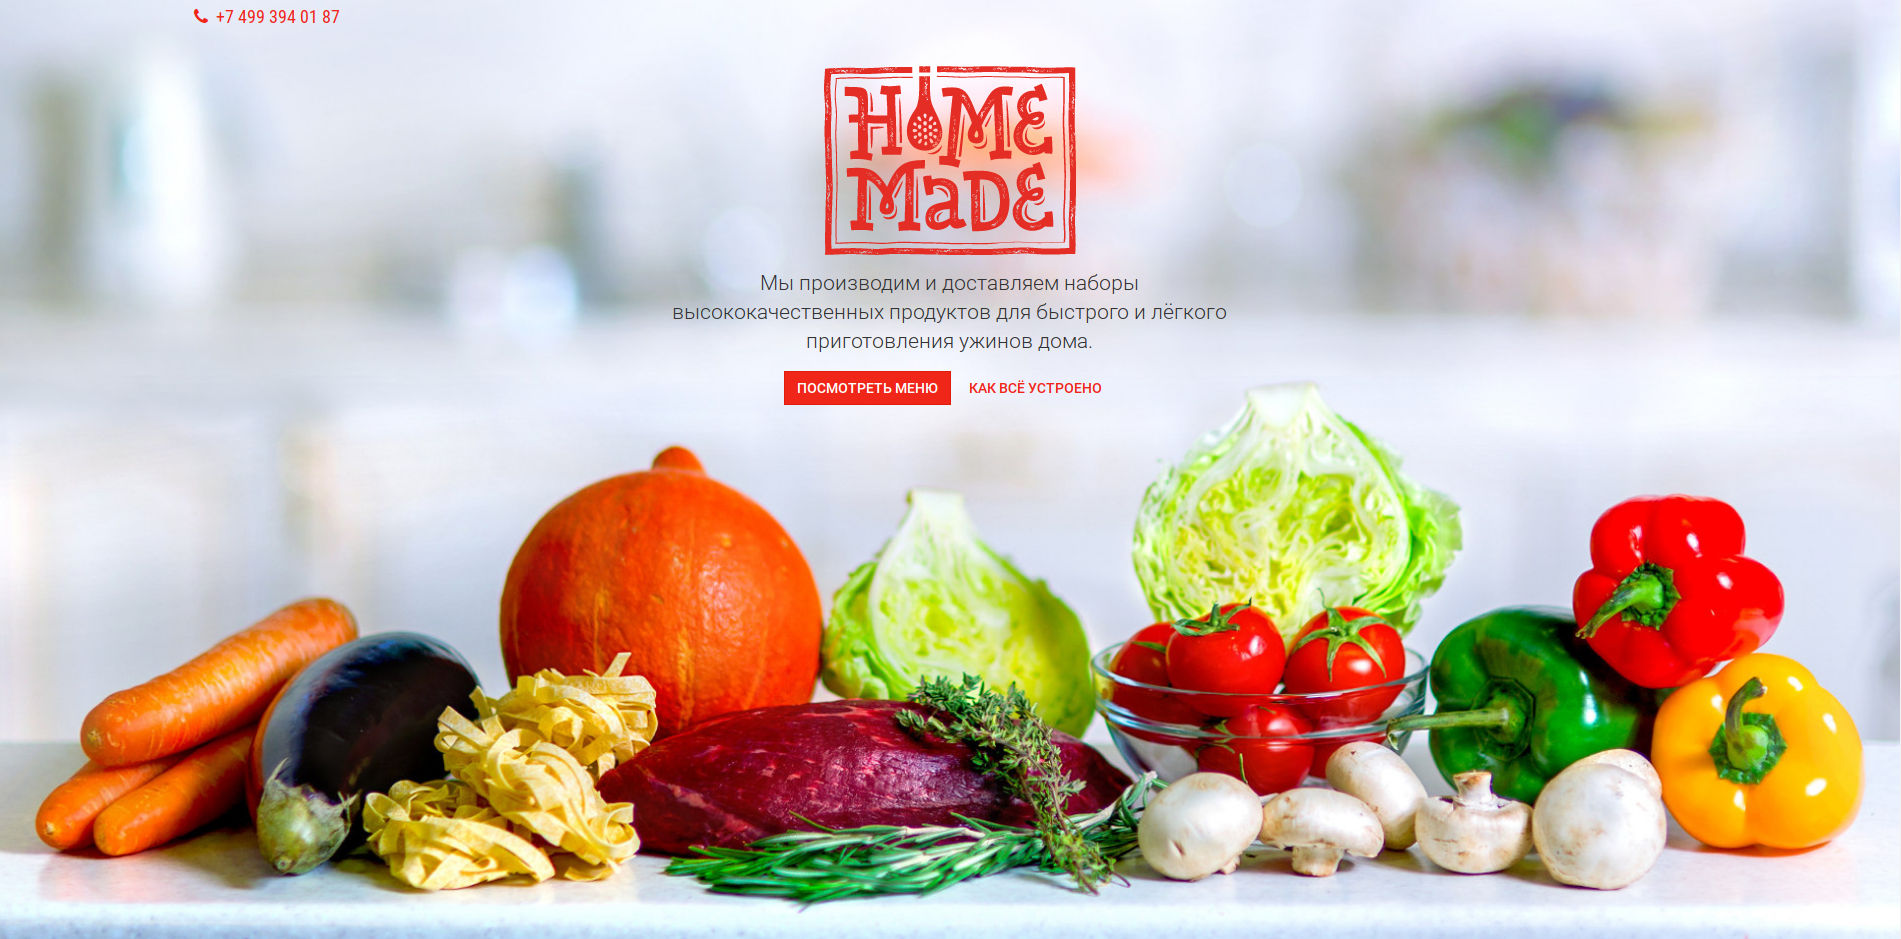 +7 499 394 01 87
HOME
MaDE
Мы производим и доставляем наборы
высококачественных продуктов для быстрого и лёгкого
приготовления ужинов дома.
ПОСМОТРЕТЬ МЕНЮ КАК ВСЁ УСТРОЕНО